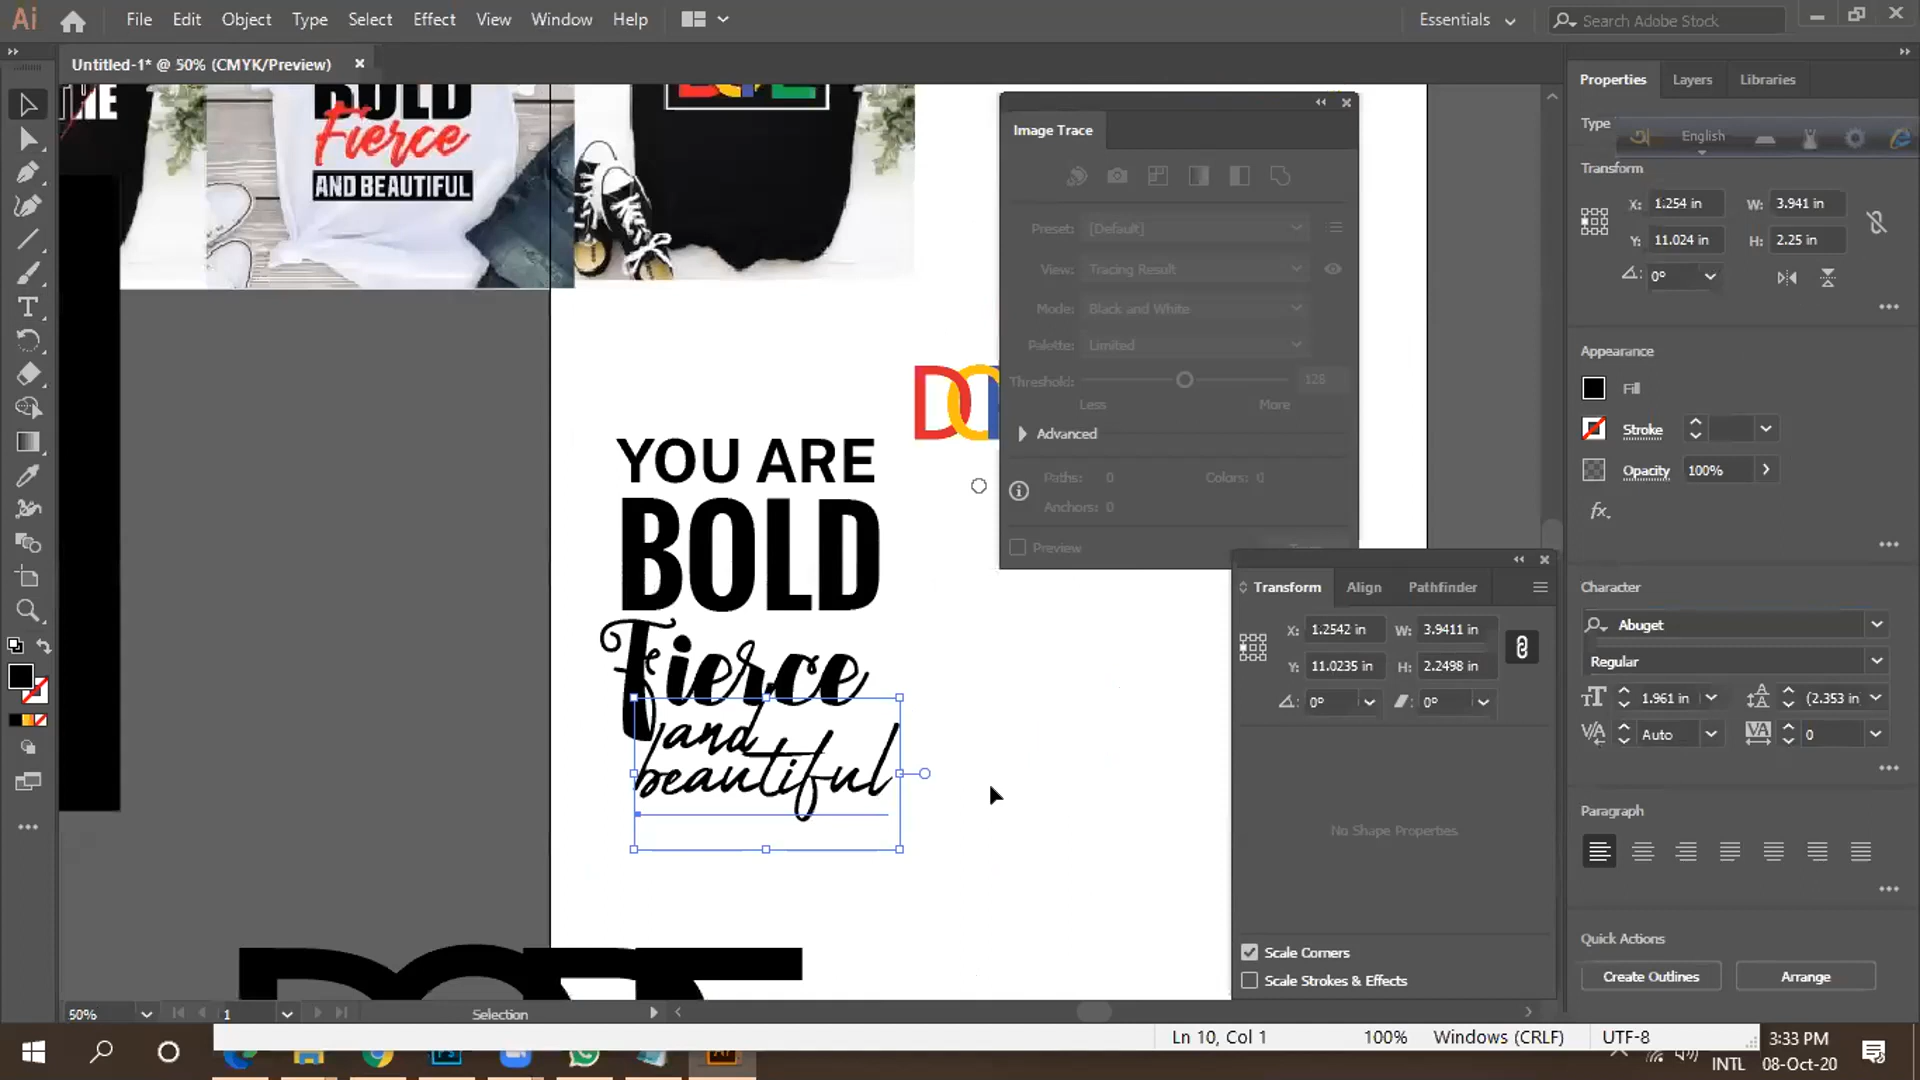 Ai File Edit Object Type Select Effect View Window Help
Essentials
Search Adobe Stock
Untitled-1* @ 50% (CMYK/Preview)
BOLD
Fierce
AND BEAUTIFUL
YOU ARE
BOLD
Fierce
and
beautiful
Image Trace
Preset: [Default]
View: Tracing Result
Mode: Black and White
Palette: Limited
Threshold: 128
Less More
Advanced
Paths: 0 Colors: 0
Anchors: 0
Preview
Transform Align Pathfinder
X: 1.2542 in W: 3.9411 in
Y: 11.0235 in H: 2.2498 in
0° 0°
No Shape Properties
Scale Corners
Scale Strokes & Effects
Properties Layers Libraries
Type
English
Transform
X: 1.254 in W: 3.941 in
Y: 11.024 in H: 2.25 in
0°
Appearance
Fill
Stroke
Opacity 100%
fx.
Character
Abuget
Regular
1.961 in (2.353 in
Auto 0
Paragraph
Quick Actions
Create Outlines Arrange
50% 1 Selection
Ln 10, Col 1 100% Windows (CRLF) UTF-8
3:33 PM
INTL 08-Oct-20